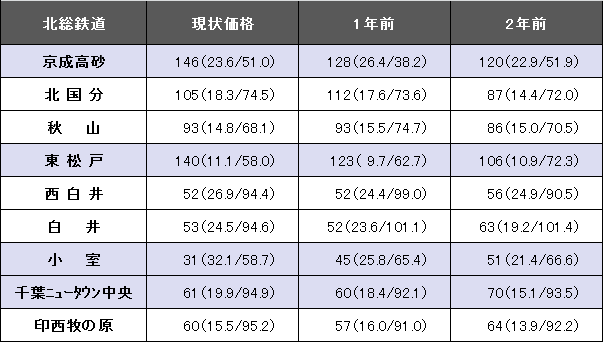 北総鉄道 現状価格 1年前 2年前
京成高砂 146(23.6/51.0) 128(26.4/38.2) 120(22.9/51.9)
北国分 105(18.3/74.5) 112(17.6/73.6) 87(14.4/72.0)
秋山 93(14.8/68.1) 93(15.5/74.7) 86(15.0/70.5)
東松戸 140(11.1/58.0) 123( 9.7/62.7) 106(10.9/72.3)
西白井 52(26.9/94.4) 52(24.4/99.0) 56(24.9/90.5)
白井 53(24.5/94.6) 52(23.6/101.1) 63(19.2/101.4)
小室 31(32.1/58.7) 45(25.8/65.4) 51(21.4/66.6)
千葉ﾆｭｰﾀｳﾝ中央 61(19.9/94.9) 60(18.4/92.1) 70(15.1/93.5)
印西牧の原 60(15.5/95.2) 57(16.0/91.0) 64(13.9/92.2)